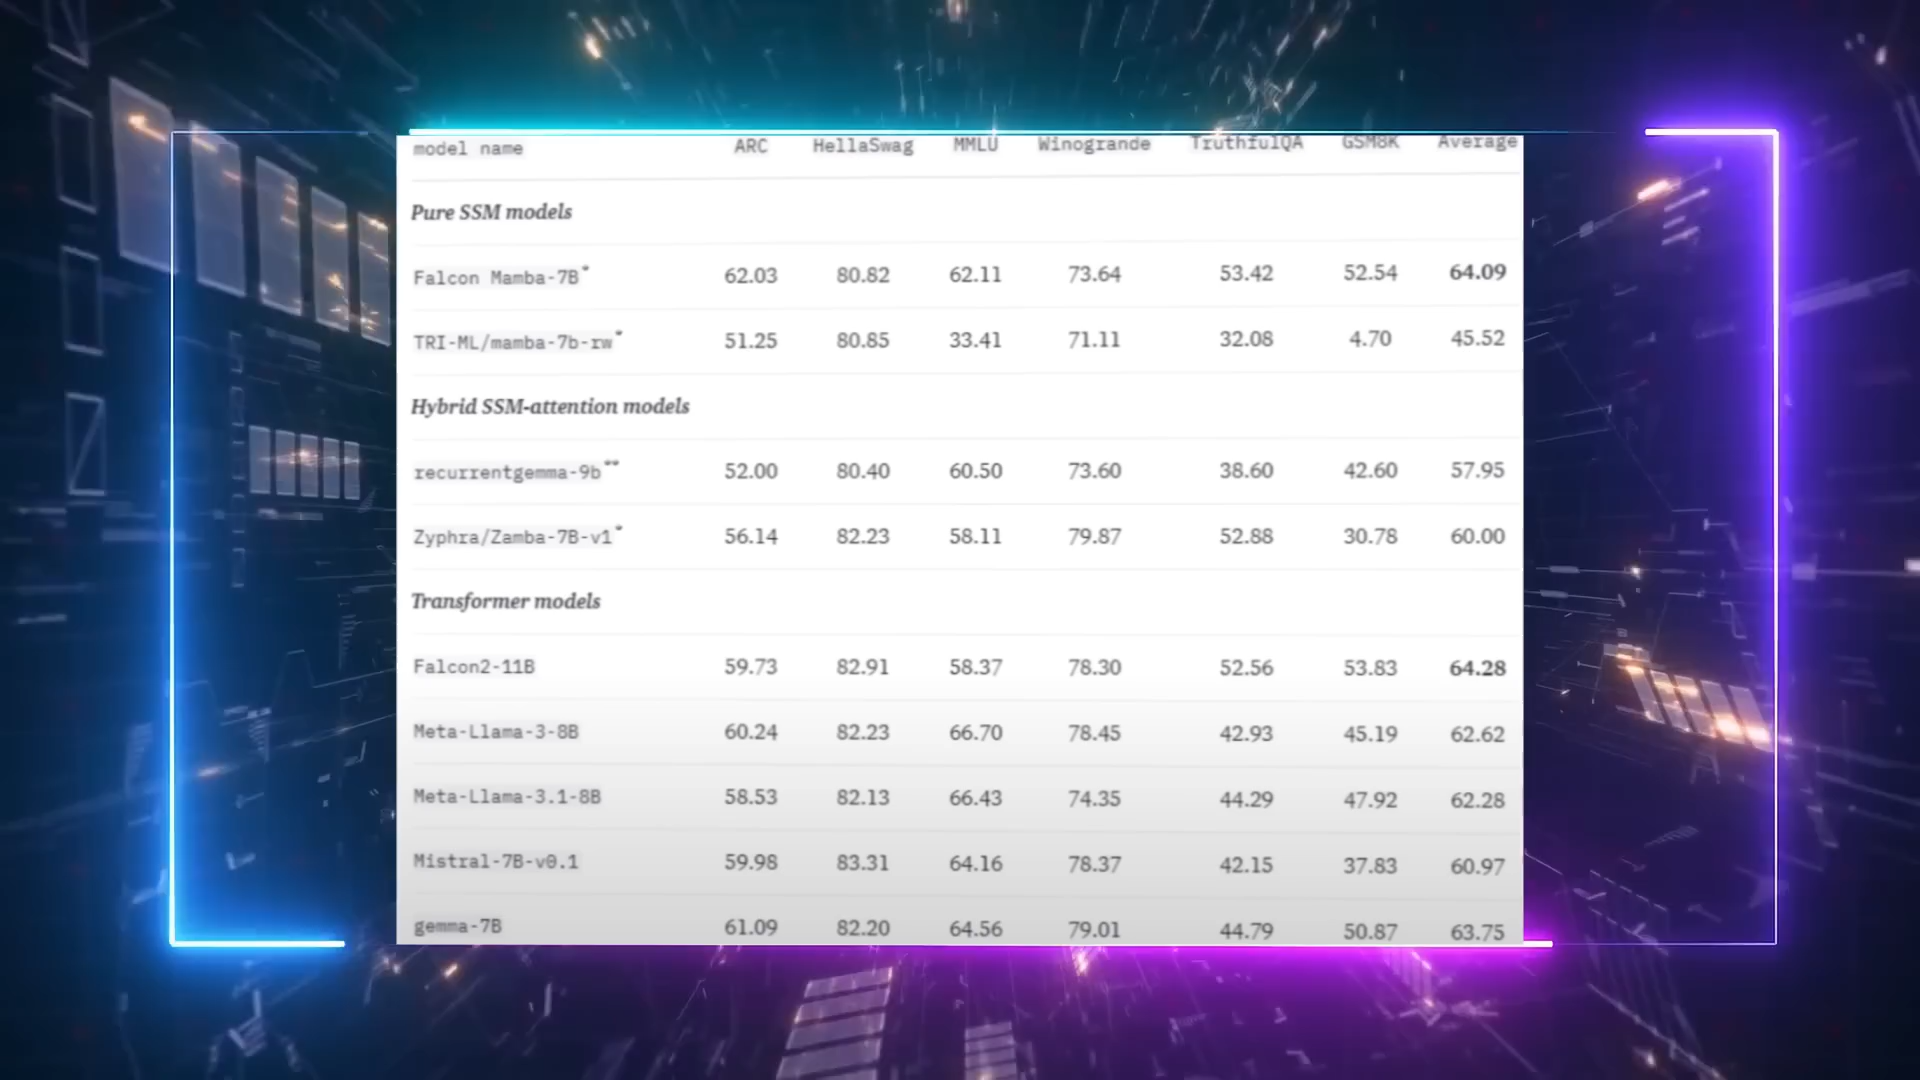 model name ARC HellaSwag MMLU Winogrande TruthfulQA GSM8K Average
Pure SSM models
Falcon Mamba-7B* 62.03 80.82 62.11 73.64 53.42 52.54 64.09
TRI-ML/mamba-7b-rw* 51.25 80.85 33.41 71.11 32.08 4.70 45.52
Hybrid SSM-attention models
recurrentgemma-9b** 52.00 80.40 60.50 73.60 38.60 42.60 57.95
Zyphra/Zamba-7B-v1* 56.14 82.23 58.11 79.87 52.88 30.78 60.00
Transformer models
Falcon2-11B 59.73 82.91 58.37 78.30 52.56 53.83 64.28
Meta-Llama-3-8B 60.24 82.23 66.70 78.45 42.93 45.19 62.62
Meta-Llama-3.1-8B 58.53 82.13 66.43 74.35 44.29 47.92 62.28
Mistral-7B-v0.1 59.98 83.31 64.16 78.37 42.15 37.83 60.97
gemma-7B 61.09 82.20 64.56 79.01 44.79 50.87 63.75